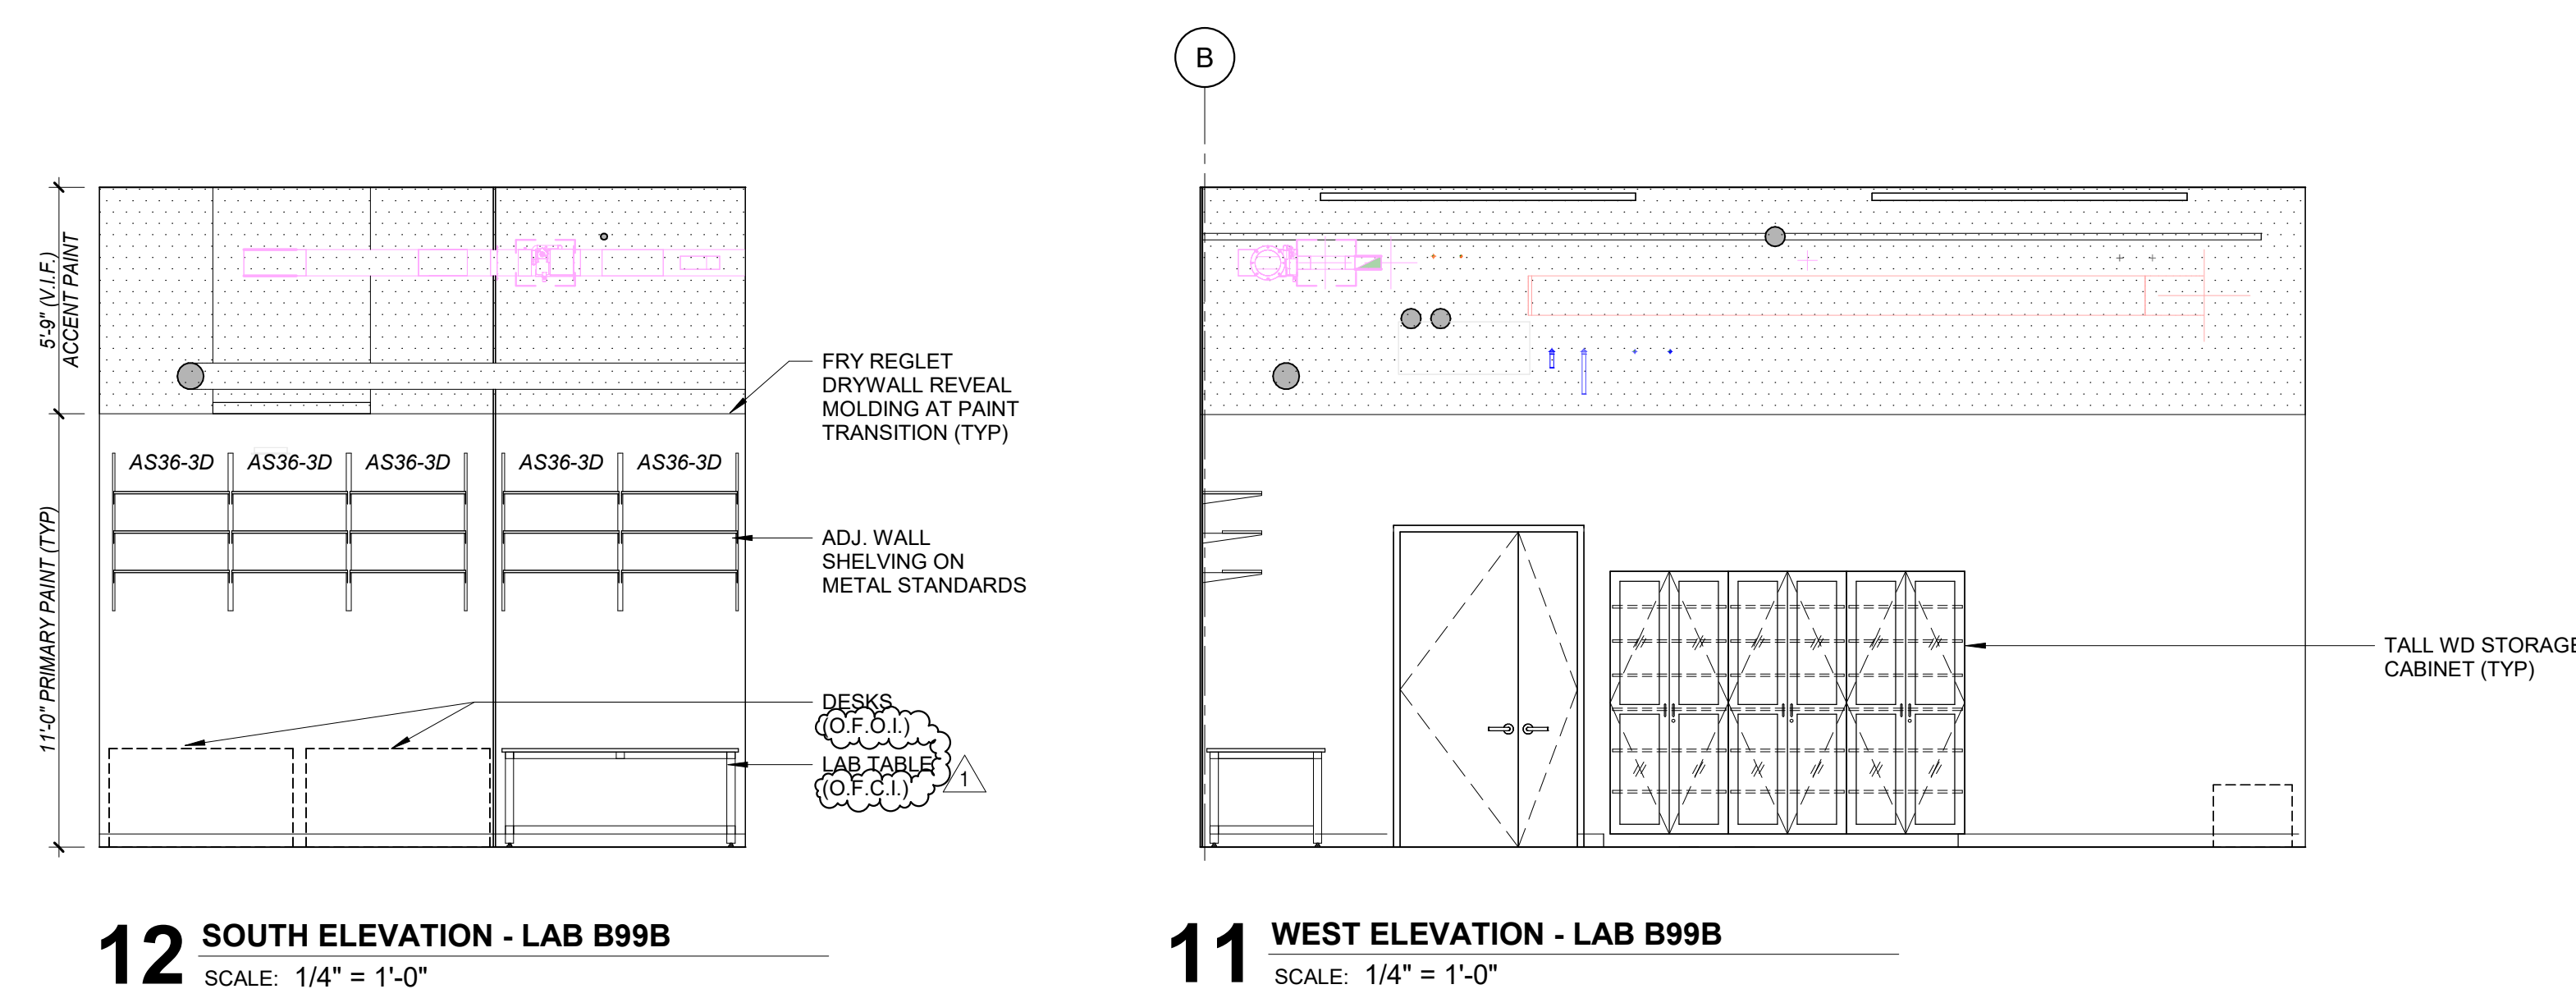 B
5'-9" (V.I.F.)
ACCENT PAINT
11'-0" PRIMARY PAINT (TYP)
AS36-3D AS36-3D AS36-3D AS36-3D AS36-3D
FRY REGLET
DRYWALL REVEAL
MOLDING AT PAINT
TRANSITION (TYP)
ADJ. WALL
SHELVING ON
METAL STANDARDS
DESKS
(O.F.O.I.)
LAB TABLE
(O.F.C.I.)
1
TALL WD STORAGE
CABINET (TYP)
12 SOUTH ELEVATION - LAB B99B
SCALE: 1/4" = 1'-0"
11 WEST ELEVATION - LAB B99B
SCALE: 1/4" = 1'-0"